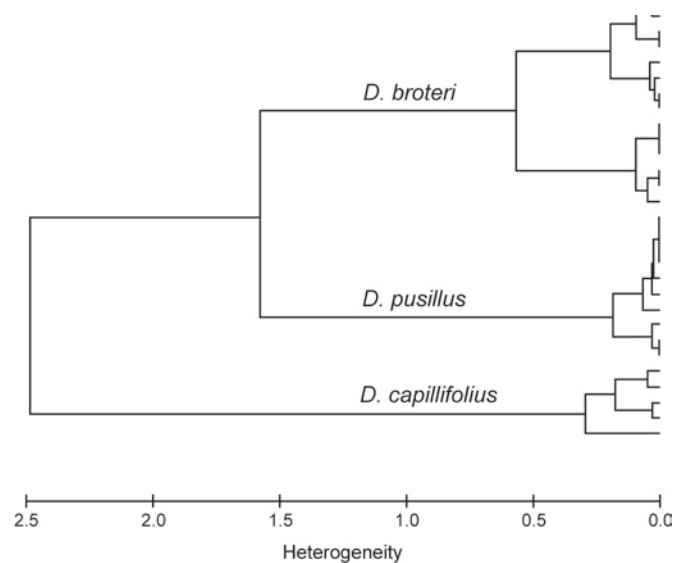 D. broteri
D. pusillus
D. capillifolius
2.5 2.0 1.5 1.0 0.5 0.0
Heterogeneity